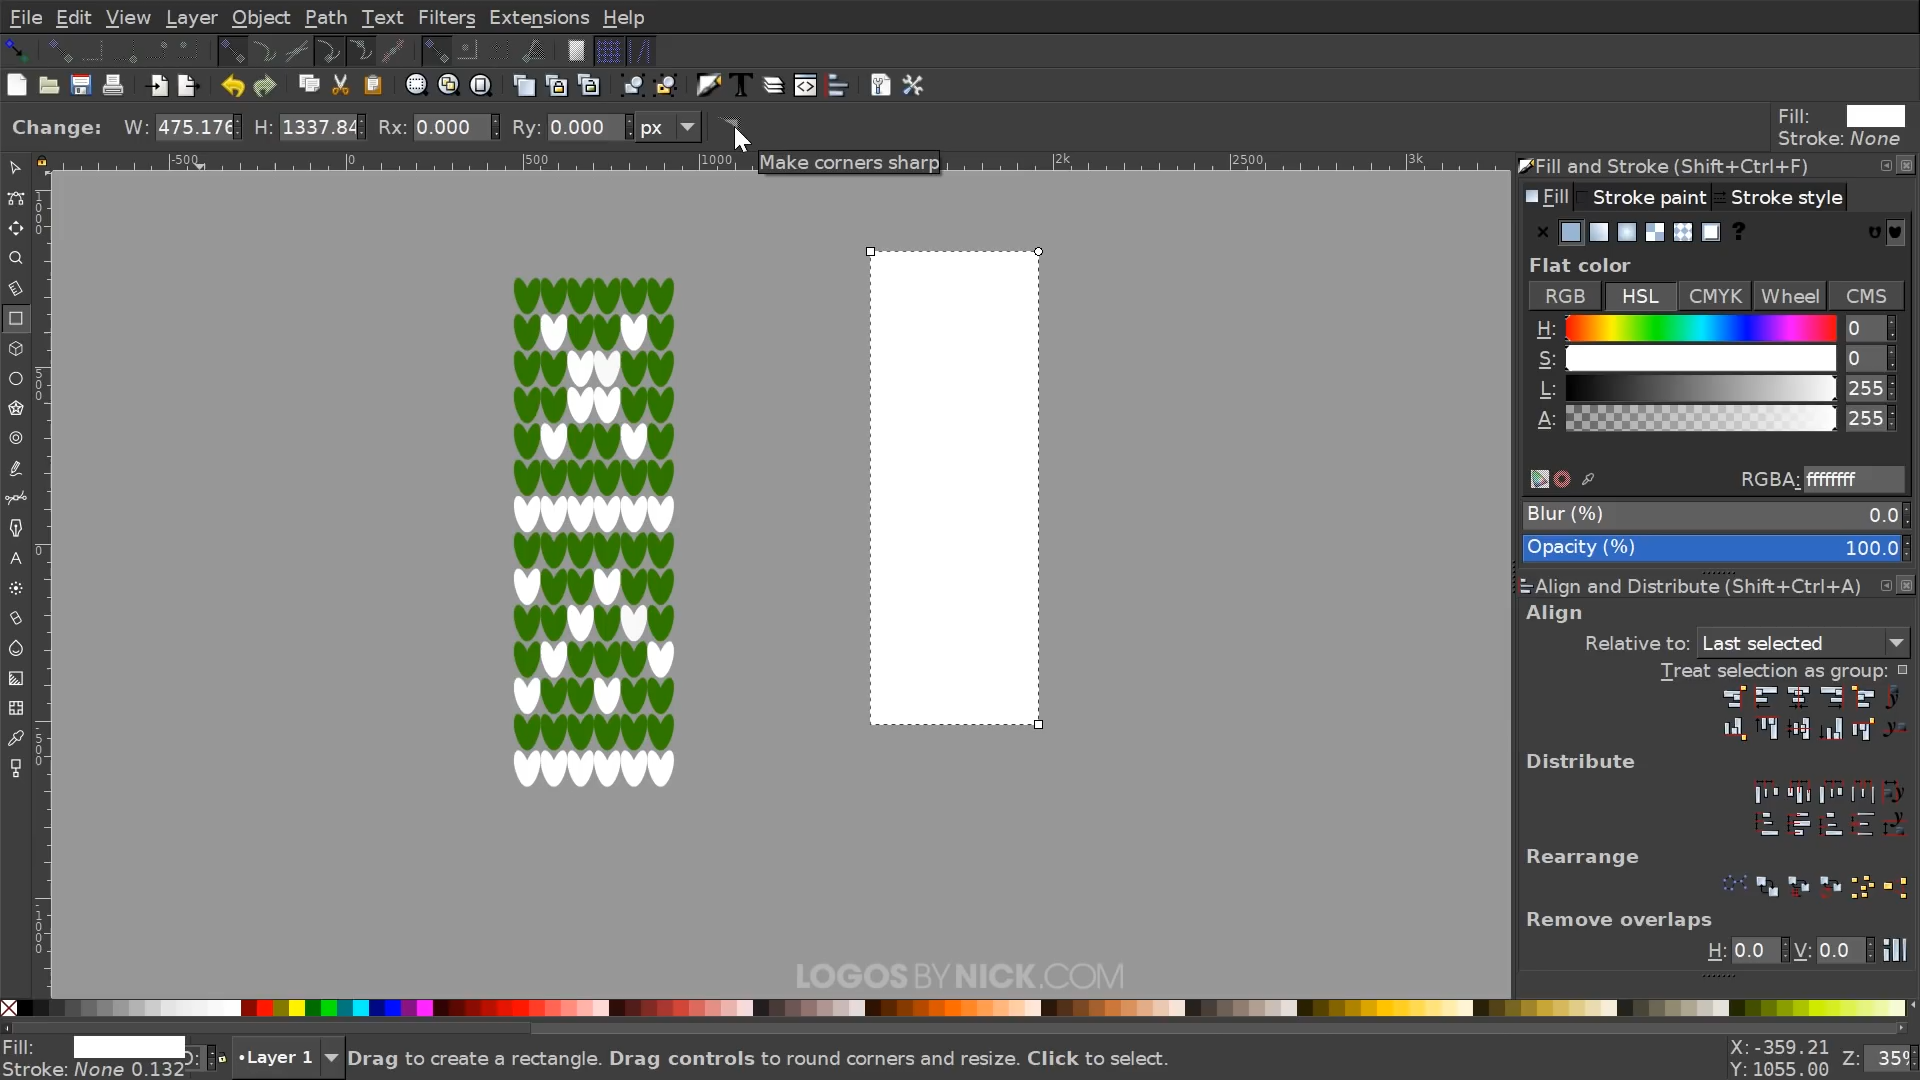 File Edit View Layer Object Path Text Filters Extensions Help
Change: W: 475.176 H: 1337.84 Rx: 0.000 Ry: 0.000 px
Fill:
Stroke: None
Make corners sharp
-500 0 500 1000 2k 2500 3k
Fill and Stroke (Shift+Ctrl+F)
Fill Stroke paint Stroke style
Flat color
RGB HSL CMYK Wheel CMS
H: 0
S: 0
L: 255
A: 255
RGBA: ffffffff
Blur (%) 0.0
Opacity (%) 100.0
Align and Distribute (Shift+Ctrl+A)
Align
Relative to: Last selected
Treat selection as group:
Distribute
Rearrange
Remove overlaps
H: 0.0 V: 0.0
LOGOS BY NICK.COM
Fill:
Stroke: None 0.132
•Layer 1
Drag to create a rectangle. Drag controls to round corners and resize. Click to select.
X: -359.21
Y: 1055.00
Z: 35%